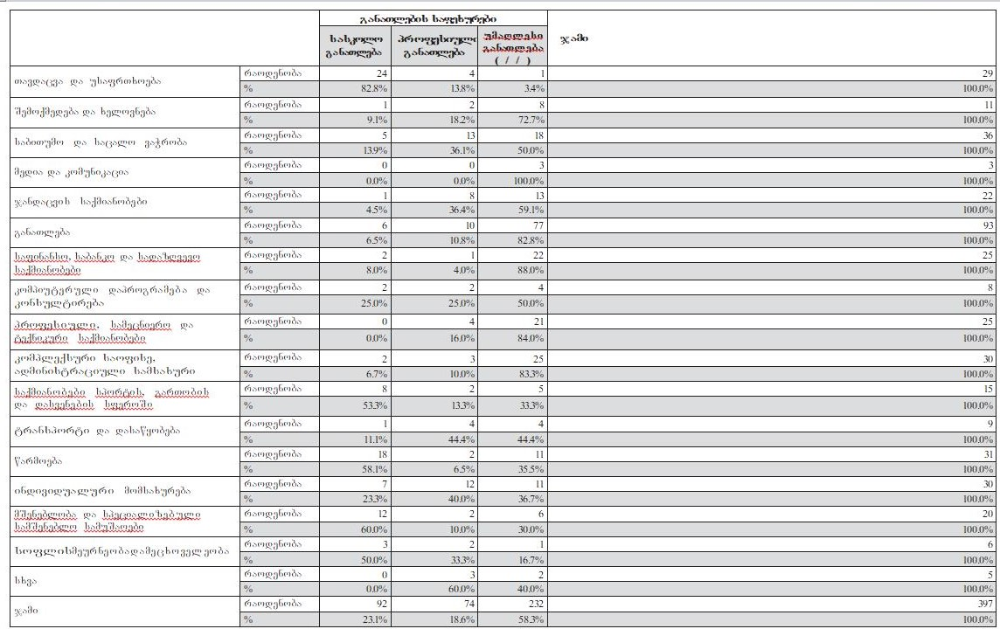 განათლების საფეხურები
სასკოლო განათლება პროფესიული განათლება უმაღლესი განათლება ( / / ) ჯამი
თავდაცვა და უსაფრთხოება რაოდენობა 24 4 1 29
% 82.8% 13.8% 3.4% 100.0%
შემოქმედება და ხელოვნება რაოდენობა 1 2 8 11
% 9.1% 18.2% 72.7% 100.0%
საბითუმო და საცალო ვაჭრობა რაოდენობა 5 13 18 36
% 13.9% 36.1% 50.0% 100.0%
მედია და კომუნიკაცია რაოდენობა 0 0 3 3
% 0.0% 0.0% 100.0% 100.0%
ჯანდაცვის საქმიანობები რაოდენობა 1 8 13 22
% 4.5% 36.4% 59.1% 100.0%
განათლება რაოდენობა 6 10 77 93
% 6.5% 10.8% 82.8% 100.0%
საფინანსო, საბანკო და სადაზღვევო რაოდენობა 2 1 22 25
საქმიანობები % 8.0% 4.0% 88.0% 100.0%
კომპიუტერული დაპროგრამება და რაოდენობა 2 2 4 8
კონსულტირება % 25.0% 25.0% 50.0% 100.0%
პროფესიული, სამეცნიერო და რაოდენობა 0 4 21 25
ტექნიკური საქმიანობები % 0.0% 16.0% 84.0% 100.0%
კომპლექსური საოფისე, რაოდენობა 2 3 25 30
ადმინისტრაციული სამსახური % 6.7% 10.0% 83.3% 100.0%
საქმიანობები სპორტის, გართობის რაოდენობა 8 2 5 15
და დასვენების სფეროში % 53.3% 13.3% 33.3% 100.0%
ტრანსპორტი და დასაწყობება რაოდენობა 1 4 4 9
% 11.1% 44.4% 44.4% 100.0%
წარმოება რაოდენობა 18 2 11 31
% 58.1% 6.5% 35.5% 100.0%
ინდივიდუალური მომსახურება რაოდენობა 7 12 11 30
% 23.3% 40.0% 36.7% 100.0%
მშენებლობა და სპეციალიზებული რაოდენობა 12 2 6 20
სამშენებლო სამუშაოები % 60.0% 10.0% 30.0% 100.0%
სოფლისმეურნეობადამეცხოველეობა რაოდენობა 3 2 1 6
% 50.0% 33.3% 16.7% 100.0%
სხვა რაოდენობა 0 3 2 5
% 0.0% 60.0% 40.0% 100.0%
ჯამი რაოდენობა 92 74 232 397
% 23.1% 18.6% 58.3% 100.0%